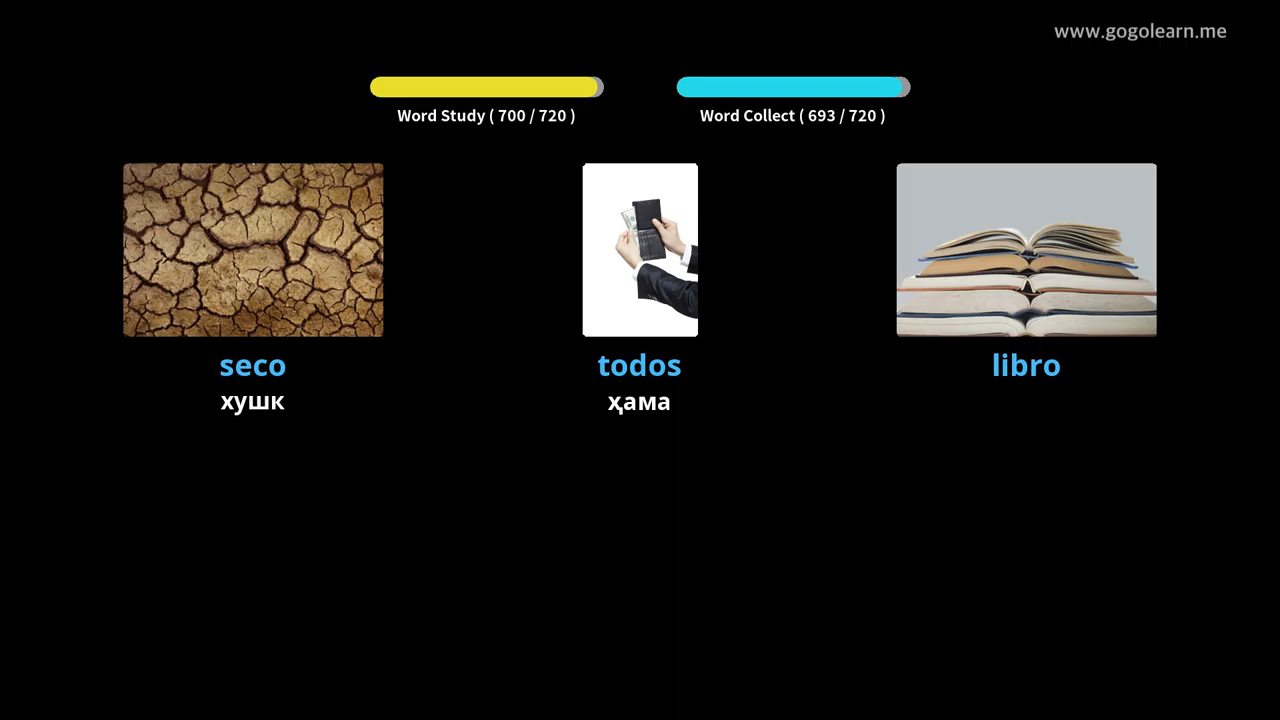 www.gogolearn.me
Word Study ( 700 / 720 )
Word Collect ( 693 / 720 )
seco
todos
libro
хушк
ҳама